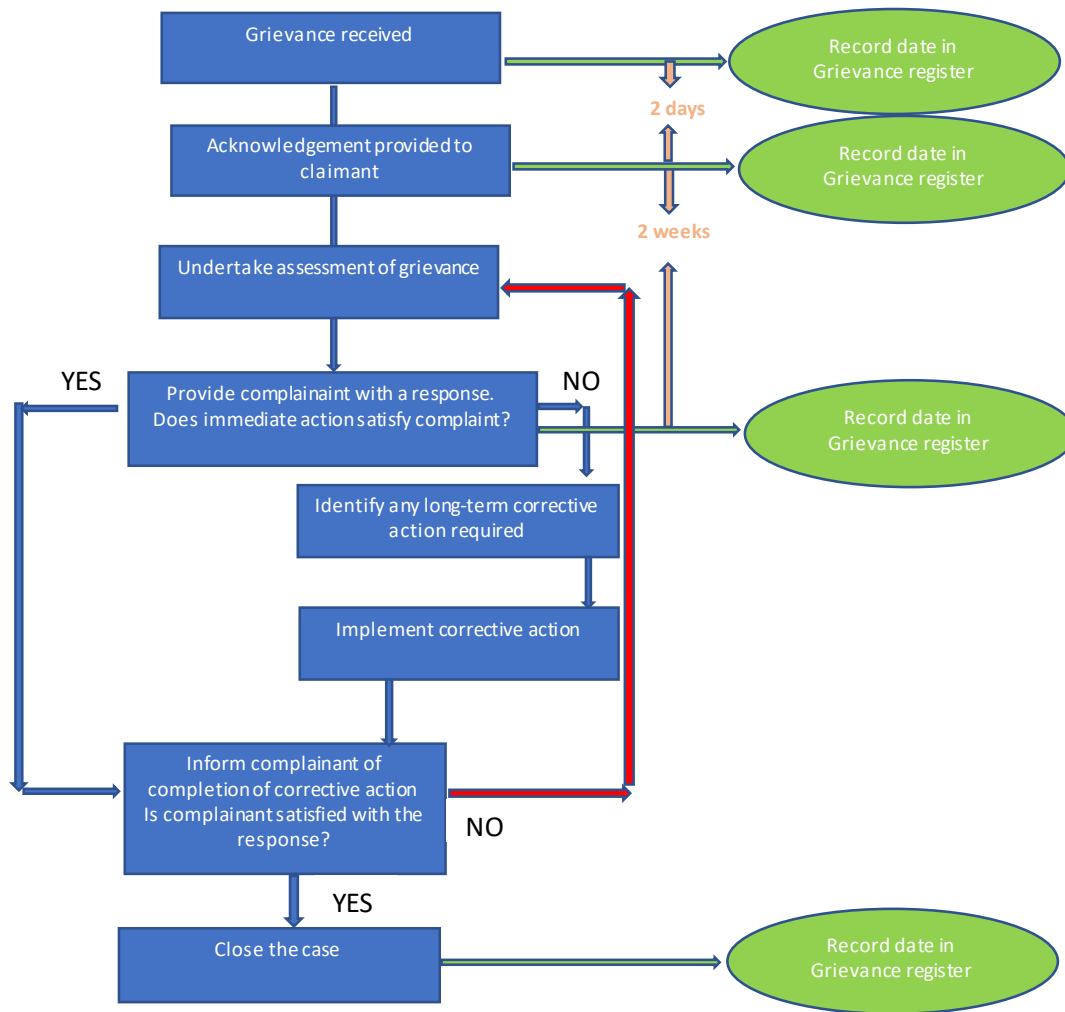 Grievance received
Record date in
Grievance register
2 days
Acknowledgement provided to
claimant
Record date in
Grievance register
2 weeks
Undertake assessment of grievance
YES
Provide complainaint with a response.
Does immediate action satisfy complaint?
NO
Record date in
Grievance register
Identify any long-term corrective
action required
Implement corrective action
Inform complainant of
completion of corrective action
Is complainant satisfied with the
response?
NO
YES
Close the case
Record date in
Grievance register